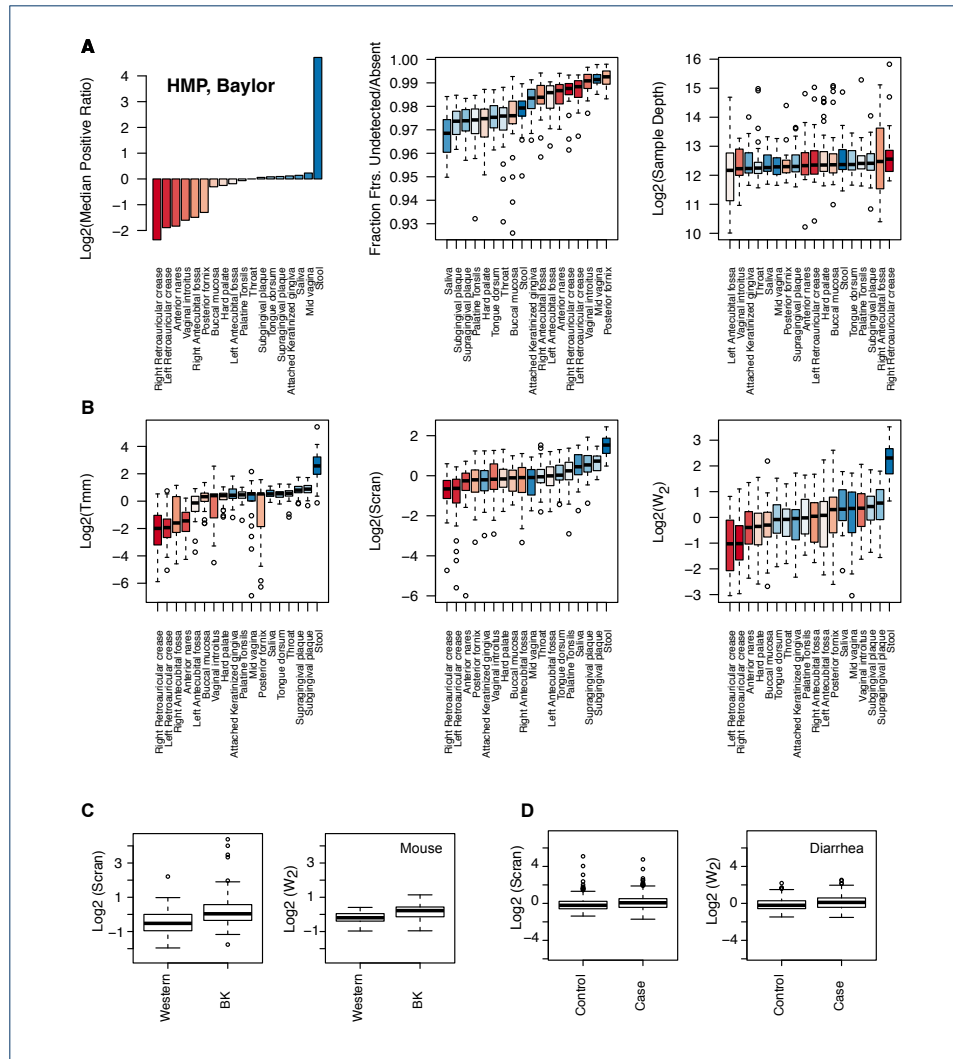 A
HMP, Baylor
Log2(Median Positive Ratio)
4
2
0
−1
−2
Right Retroauricular crease
Left Retroauricular crease
Anterior nares
Vaginal introitus
Right Antecubital fossa
Posterior fornix
Buccal mucosa
Hard palate
Left Antecubital fossa
Palatine Tonsils
Throat
Subgingival plaque
Tongue dorsum
Supragingival plaque
Attached Keratinized gingiva
Saliva
Mid vagina
Stool
Fraction Ftrs. Undetected/Absent
1.00
0.99
0.98
0.97
0.96
0.95
0.94
0.93
Saliva
Subgingival plaque
Supragingival plaque
Palatine Tonsils
Hard palate
Tongue dorsum
Throat
Buccal mucosa
Stool
Attached Keratinized gingiva
Right Antecubital fossa
Left Antecubital fossa
Anterior nares
Right Retroauricular crease
Left Retroauricular crease
Vaginal introitus
Mid vagina
Posterior fornix
Log2(Sample Depth)
16
15
14
13
12
11
10
Left Antecubital fossa
Vaginal introitus
Attached Keratinized gingiva
Throat
Saliva
Mid vagina
Posterior fornix
Supragingival plaque
Anterior nares
Left Retroauricular crease
Hard palate
Buccal mucosa
Stool
Tongue dorsum
Palatine Tonsils
Subgingival plaque
Right Antecubital fossa
Right Retroauricular crease
B
Log2(Tmm)
4
2
0
−2
−4
−6
Right Retroauricular crease
Left Retroauricular crease
Right Antecubital fossa
Anterior nares
Left Antecubital fossa
Buccal mucosa
Vaginal introitus
Hard palate
Attached Keratinized gingiva
Palatine Tonsils
Mid vagina
Posterior fornix
Saliva
Tongue dorsum
Throat
Supragingival plaque
Subgingival plaque
Stool
Log2(Scran)
2
0
−2
−4
−6
Right Retroauricular crease
Left Retroauricular crease
Anterior nares
Posterior fornix
Attached Keratinized gingiva
Vaginal introitus
Hard palate
Buccal mucosa
Right Antecubital fossa
Mid vagina
Throat
Left Antecubital fossa
Tongue dorsum
Palatine Tonsils
Saliva
Supragingival plaque
Subgingival plaque
Stool
Log2(W2)
3
2
1
0
−1
−2
−3
Left Retroauricular crease
Right Retroauricular crease
Anterior nares
Hard palate
Buccal mucosa
Tongue dorsum
Throat
Attached Keratinized gingiva
Palatine Tonsils
Right Antecubital fossa
Left Antecubital fossa
Posterior fornix
Saliva
Mid vagina
Vaginal introitus
Subgingival plaque
Supragingival plaque
Stool
C
Log2 (Scran)
3
1
−1
Western
BK
Mouse
Log2 (W2)
3
1
−1
Western
BK
D
Log2 (Scran)
4
0
−4
Control
Case
Diarrhea
Log2 (W2)
4
0
−4
Control
Case